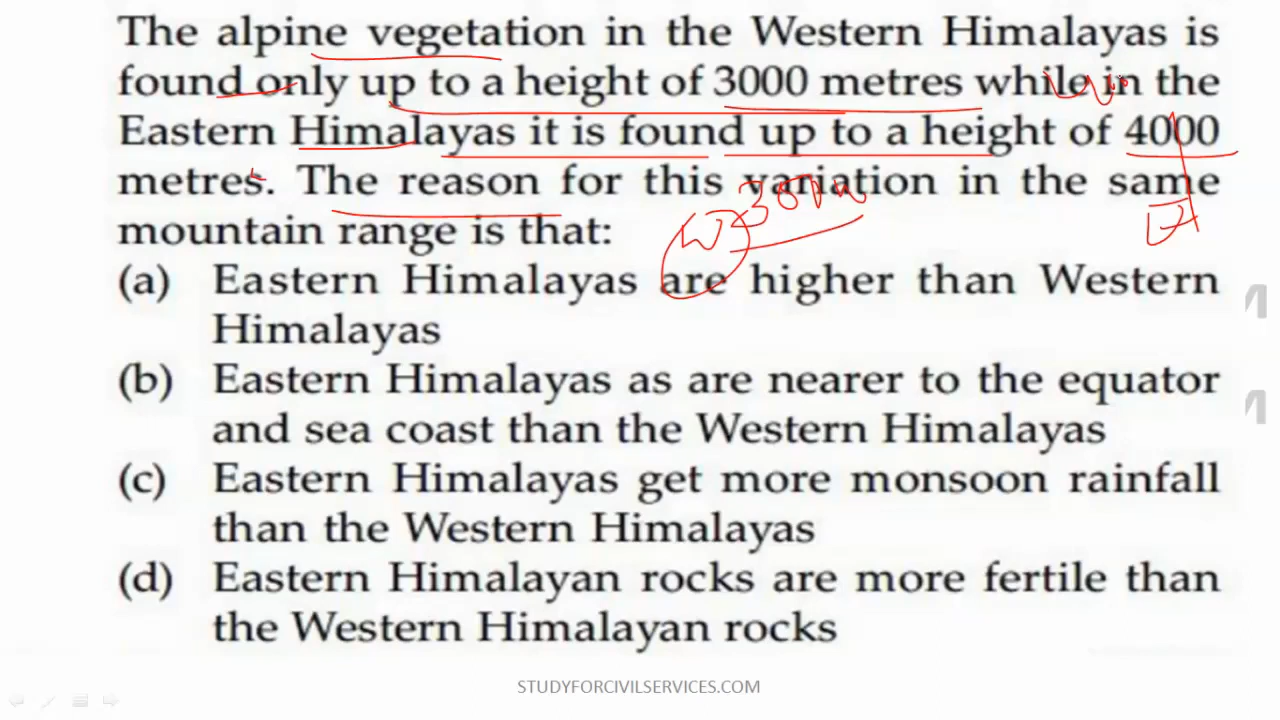 The alpine vegetation in the Western Himalayas is
found only up to a height of 3000 metres while in the
Eastern Himalayas it is found up to a height of 4000
metres. The reason for this variation in the same
mountain range is that:
(a) Eastern Himalayas are higher than Western
Himalayas
(b) Eastern Himalayas as are nearer to the equator
and sea coast than the Western Himalayas
(c) Eastern Himalayas get more monsoon rainfall
than the Western Himalayas
(d) Eastern Himalayan rocks are more fertile than
the Western Himalayan rocks
STUDYFORCIVILSERVICES.COM